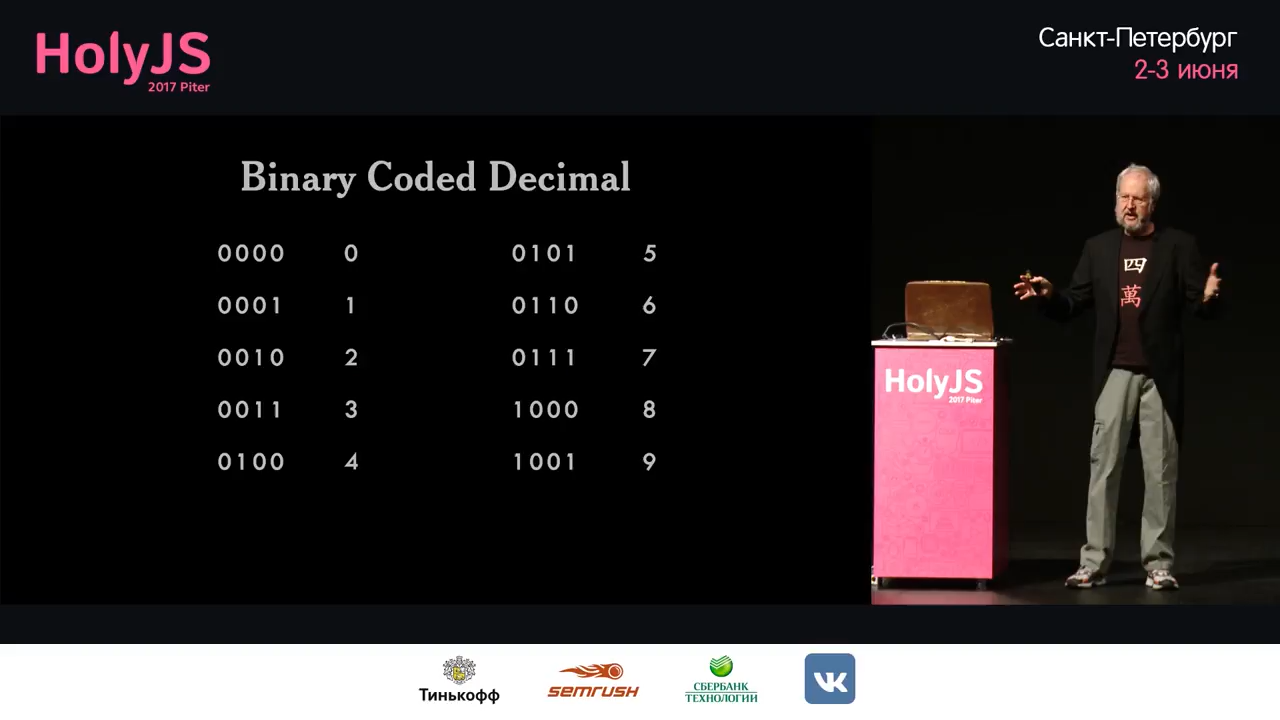 HolyJS
2017 Piter
Санкт-Петербург
2-3 июня
Binary Coded Decimal
0000 0 0101 5
0001 1 0110 6
0010 2 0111 7
0011 3 1000 8
0100 4 1001 9
四
萬
HolyJS
2017 Piter
Тинькофф
semrush
СБЕРБАНК
ТЕХНОЛОГИИ
VK